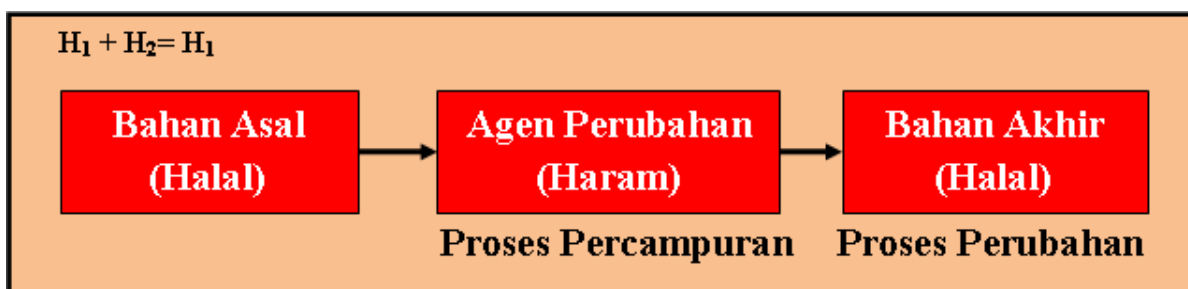 H₁ + H₂= H₁
Bahan Asal
(Halal)
Agen Perubahan
(Haram)
Bahan Akhir
(Halal)
Proses Percampuran
Proses Perubahan